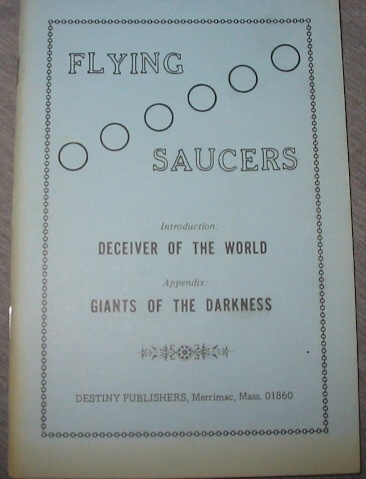 FLYING
SAUCERS
Introduction:
DECEIVER OF THE WORLD
Appendix:
GIANTS OF THE DARKNESS
DESTINY PUBLISHERS, Merrimac, Mass. 01860